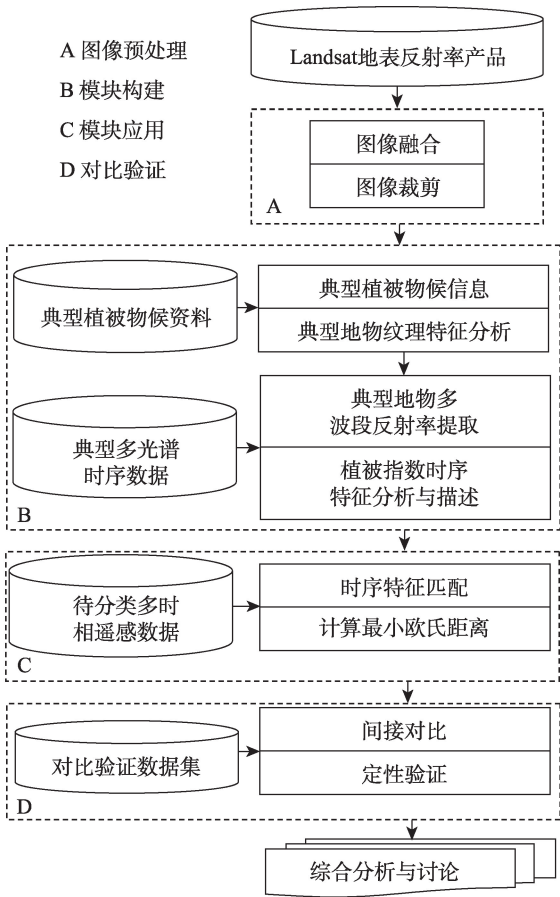 A 图像预处理
B 模块构建
C 模块应用
D 对比验证
Landsat地表反射率产品
图像融合
图像裁剪
A
典型植被物候资料
典型植被物候信息
典型地物纹理特征分析
典型多光谱
时序数据
典型地物多
波段反射率提取
植被指数时序
特征分析与描述
B
待分类多时
相遥感数据
时序特征匹配
计算最小欧氏距离
C
对比验证数据集
间接对比
定性验证
D
综合分析与讨论